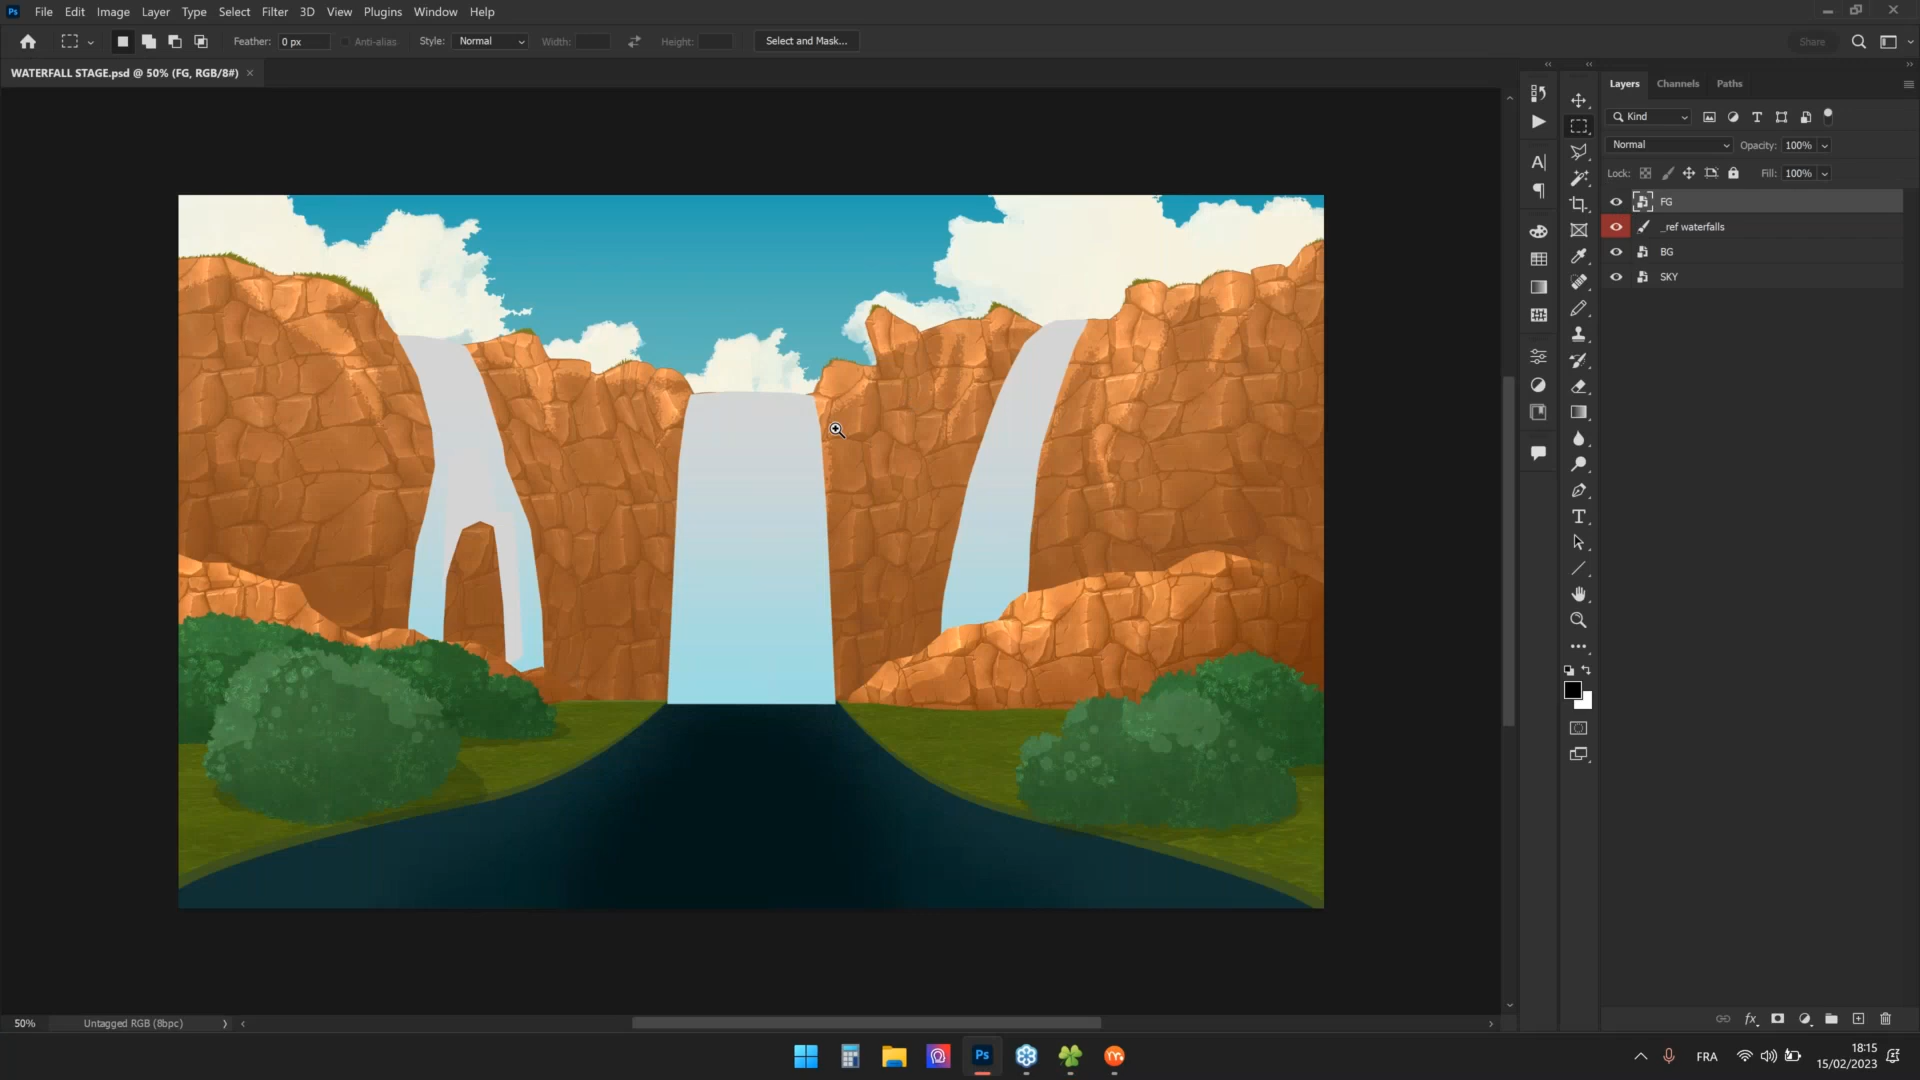 Ps File Edit Image Layer Type Select Filter 3D View Plugins Window Help
Feather: 0 px Anti-alias Style: Normal Width: Height: Select and Mask... Share
WATERFALL STAGE.psd @ 50% (FG, RGB/8#) ×
Layers Channels Paths
Kind
Normal Opacity: 100%
Lock: Fill: 100%
FG
_ref waterfalls
BG
SKY
50% Untagged RGB (8bpc)
Ps
FRA
18:15
15/02/2023